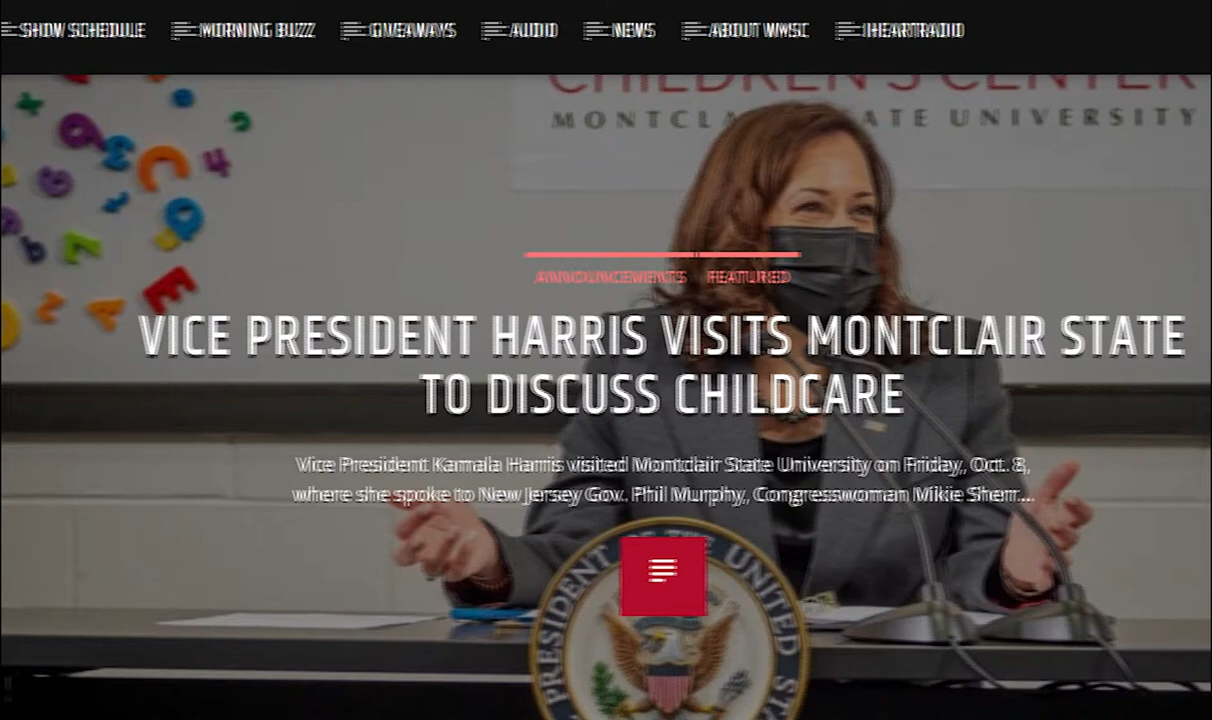 SHOW SCHEDULE MORNING BUZZ GIVEAWAYS AUDIO NEWS ABOUT WMSC IHEARTRADIO
CHILDREN'S CENTER
MONTCLA ATE UNIVERSITY
ANNOUNCEMENTS FEATURED
VICE PRESIDENT HARRIS VISITS MONTCLAIR STATE
TO DISCUSS CHILDCARE
Vice President Kamala Harris visited Montclair State University on Friday, Oct. 8,
where she spoke to New Jersey Gov. Phil Murphy, Congresswoman Mikie Sherr...
PRESIDENT OF THE UNITED STA